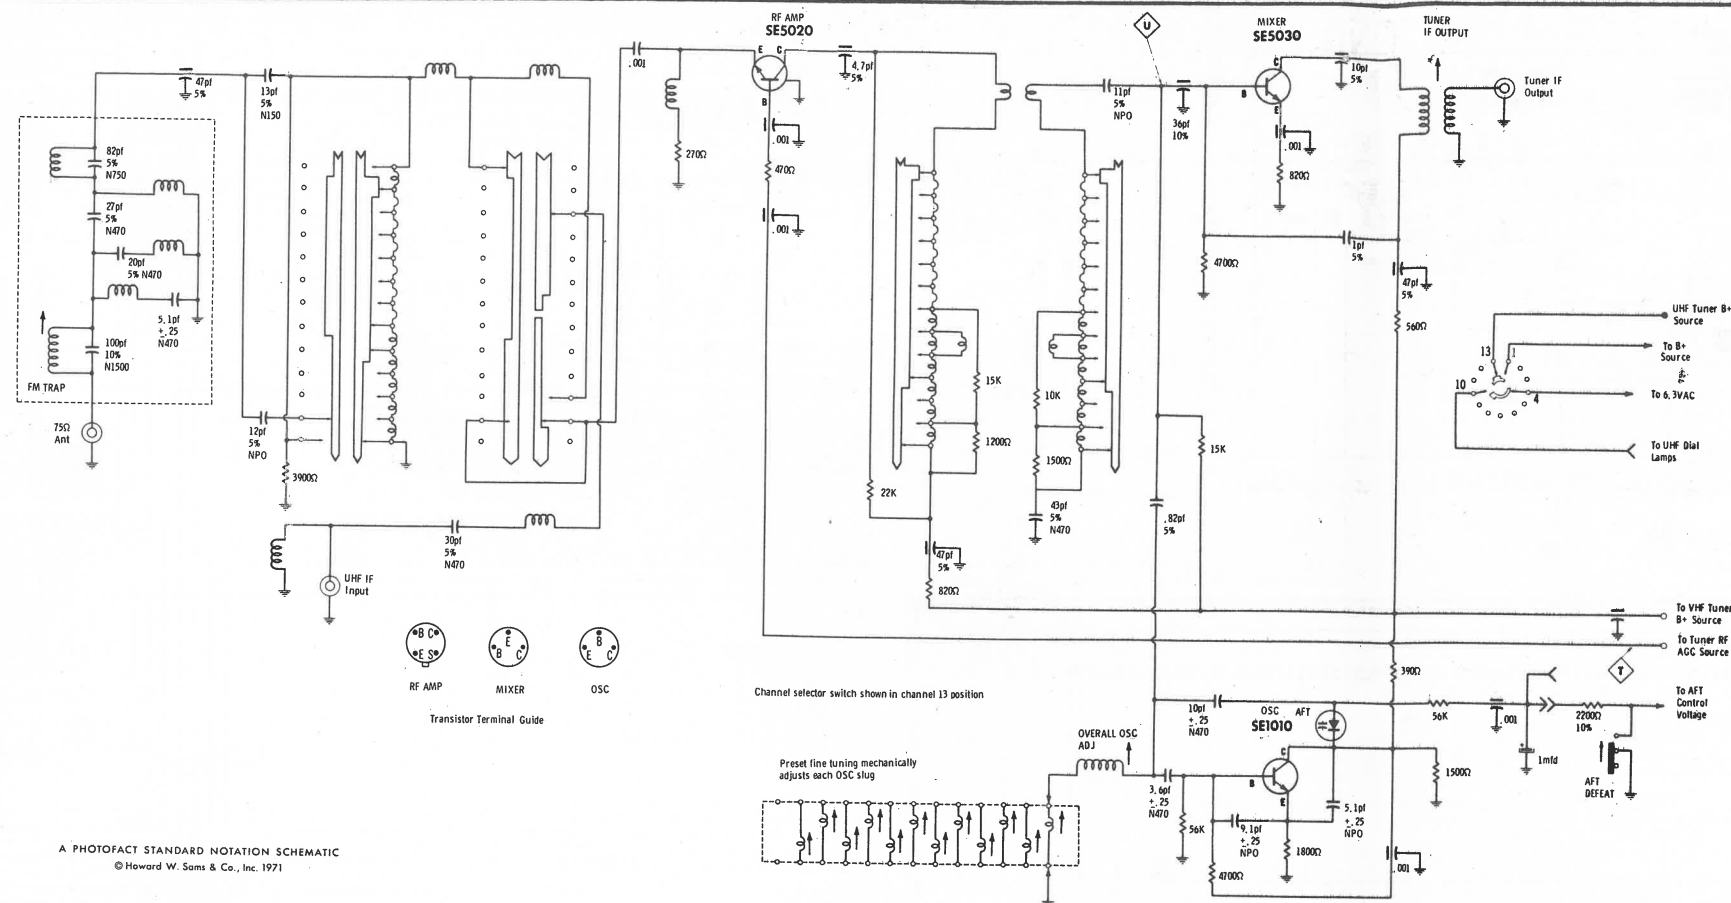 RF AMP
SE5020
U
MIXER
SE5030
TUNER
IF OUTPUT
E
C
B
4.7pf
5%
.001
47pf
5%
13pf
5%
N150
82pf
5%
N750
27pf
5%
N470
20pf
5% N470
5.1pf
±.25
N470
100pf
10%
N1500
FM TRAP
75Ω
Ant
12pf
5%
NPO
3900Ω
30pf
5%
N470
UHF IF
Input
270Ω
.001
470Ω
.001
11pf
5%
NPO
36pf
10%
C
B
E
.001
820Ω
10pf
5%
Tuner IF
Output
4700Ω
1pf
5%
47pf
5%
560Ω
15K
1200Ω
10K
1500Ω
22K
43pf
5%
N470
47pf
5%
820Ω
.82pf
5%
15K
UHF Tuner B+
Source
To B+
Source
13
1
10
4
To 6.3VAC
To UHF Dial
Lamps
To VHF Tuner
B+ Source
To Tuner RF
AGC Source
T
390Ω
To AFT
Control
Voltage
B C
E S
RF AMP
E
B C
MIXER
B
E C
OSC
Transistor Terminal Guide
Channel selector switch shown in channel 13 position
Preset fine tuning mechanically
adjusts each OSC slug
OVERALL OSC
ADJ
10pf
±.25
N470
OSC
SE1010
AFT
56K
.001
2200Ω
10%
1mfd
AFT
DEFEAT
C
B
E
3.6pf
±.25
N470
56K
9.1pf
±.25
NPO
5.1pf
±.25
NPO
1500Ω
1800Ω
4700Ω
.001
A PHOTOFACT STANDARD NOTATION SCHEMATIC
© Howard W. Sams & Co., Inc. 1971